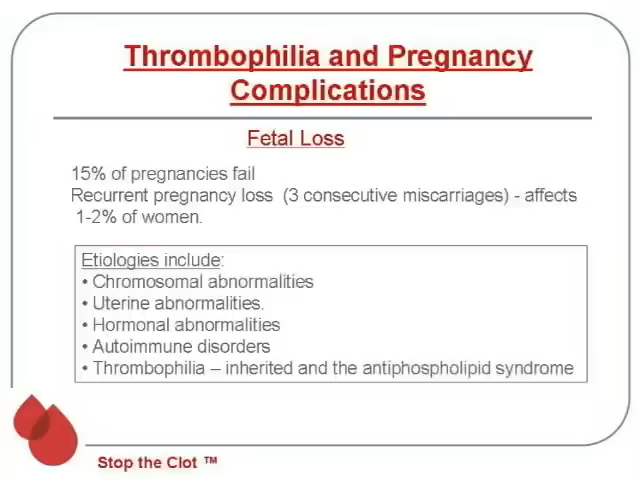 Thrombophilia and Pregnancy
Complications
Fetal Loss
15% of pregnancies fail
Recurrent pregnancy loss (3 consecutive miscarriages) - affects
1-2% of women.
Etiologies include:
• Chromosomal abnormalities
• Uterine abnormalities.
• Hormonal abnormalities
• Autoimmune disorders
• Thrombophilia – inherited and the antiphospholipid syndrome
Stop the Clot ™